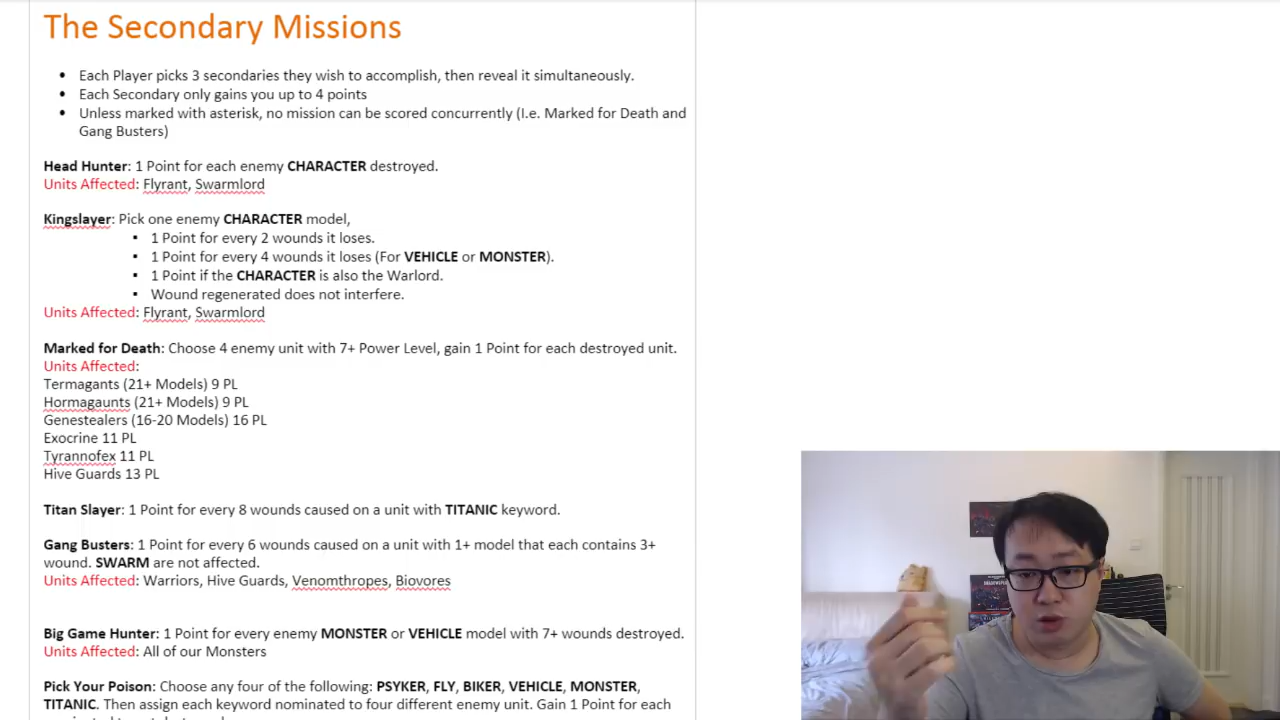 The Secondary Missions
• Each Player picks 3 secondaries they wish to accomplish, then reveal it simultaneously.
• Each Secondary only gains you up to 4 points
• Unless marked with asterisk, no mission can be scored concurrently (I.e. Marked for Death and
Gang Busters)
Head Hunter: 1 Point for each enemy CHARACTER destroyed.
Units Affected: Flyrant, Swarmlord
Kingslayer: Pick one enemy CHARACTER model,
▪ 1 Point for every 2 wounds it loses.
▪ 1 Point for every 4 wounds it loses (For VEHICLE or MONSTER).
▪ 1 Point if the CHARACTER is also the Warlord.
▪ Wound regenerated does not interfere.
Units Affected: Flyrant, Swarmlord
Marked for Death: Choose 4 enemy unit with 7+ Power Level, gain 1 Point for each destroyed unit.
Units Affected:
Termagants (21+ Models) 9 PL
Hormagaunts (21+ Models) 9 PL
Genestealers (16-20 Models) 16 PL
Exocrine 11 PL
Tyrannofex 11 PL
Hive Guards 13 PL
Titan Slayer: 1 Point for every 8 wounds caused on a unit with TITANIC keyword.
Gang Busters: 1 Point for every 6 wounds caused on a unit with 1+ model that each contains 3+
wound. SWARM are not affected.
Units Affected: Warriors, Hive Guards, Venomthropes, Biovores
Big Game Hunter: 1 Point for every enemy MONSTER or VEHICLE model with 7+ wounds destroyed.
Units Affected: All of our Monsters
Pick Your Poison: Choose any four of the following: PSYKER, FLY, BIKER, VEHICLE, MONSTER,
TITANIC. Then assign each keyword nominated to four different enemy unit. Gain 1 Point for each